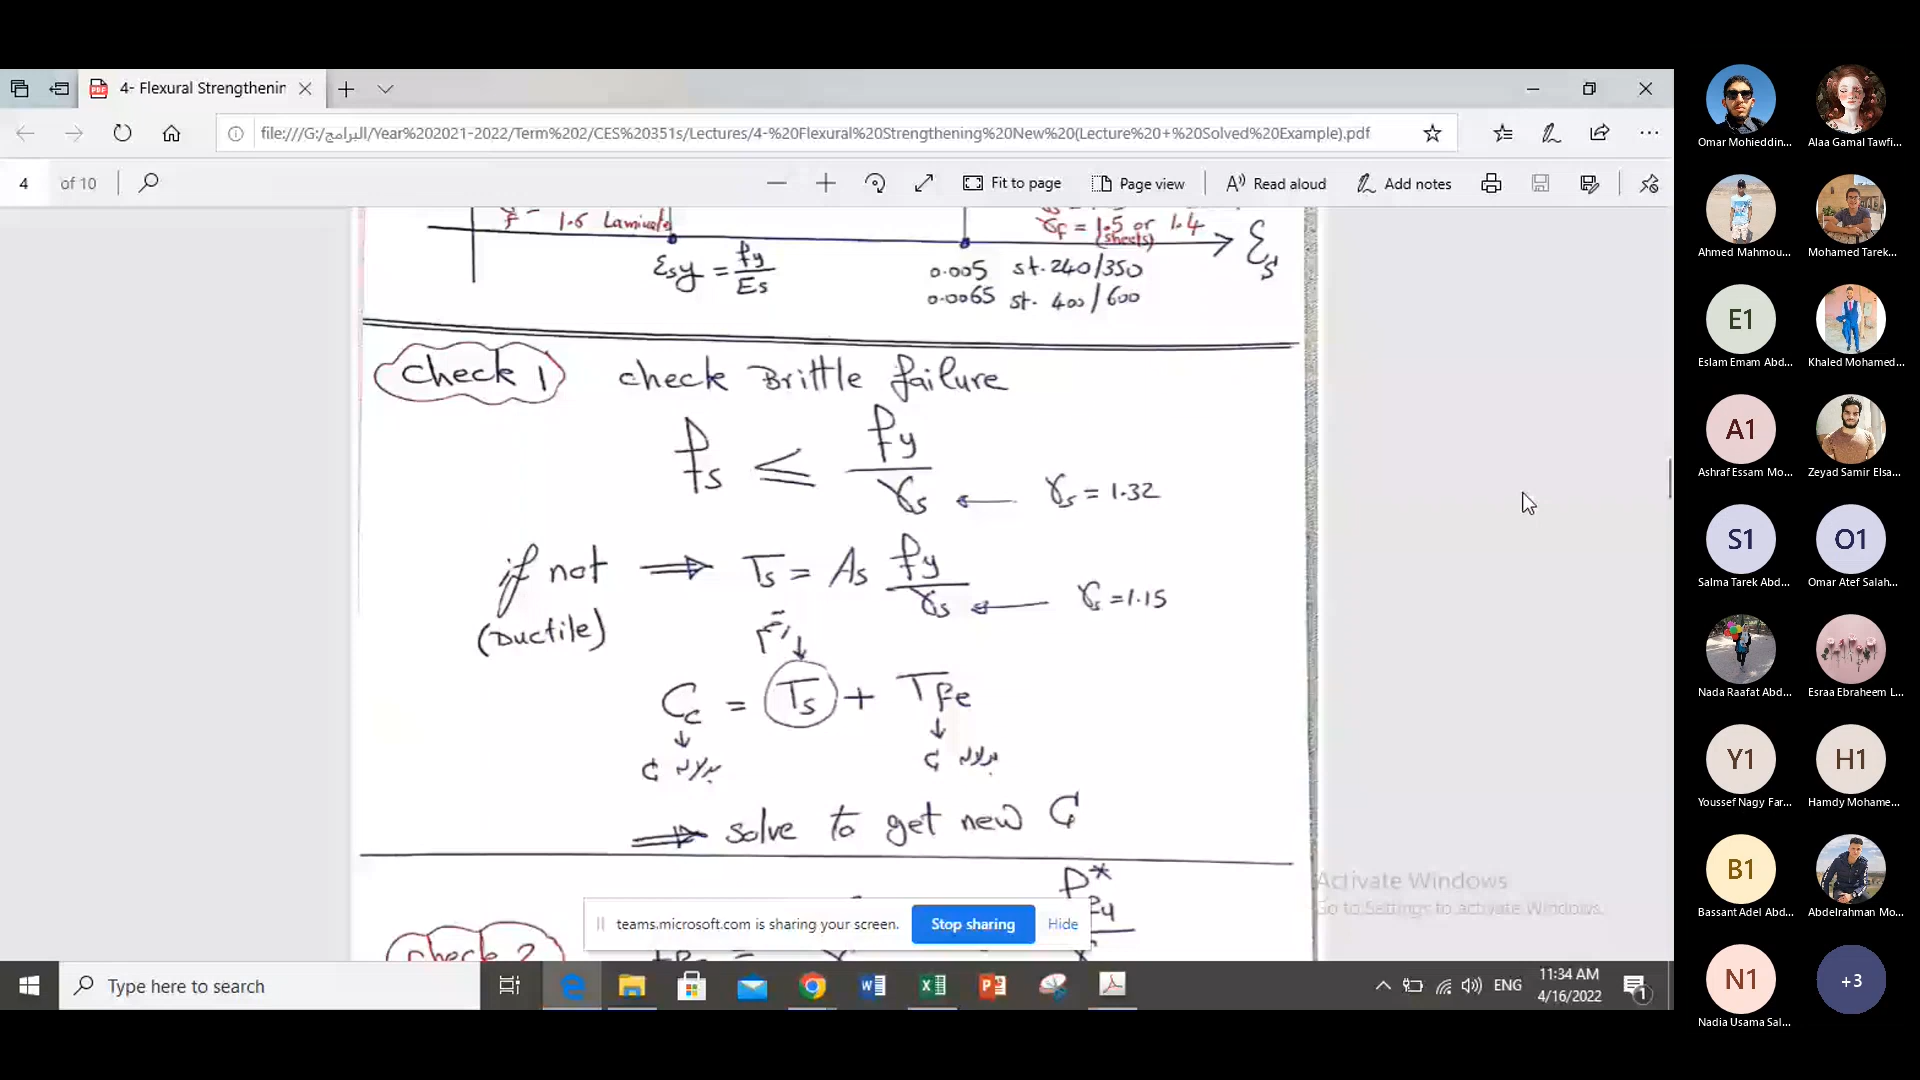 4- Flexural Strengthenin
file:///G:/البرامج/Year%202021-2022/Term%202/CES%20351s/Lectures/4-%20Flexural%20Strengthening%20New%20(Lecture%20+%20Solved%20Example).pdf
4 of 10
Fit to page
Page view
Read aloud
Add notes
1.6 Laminate
γf = 1.5 or 1.4
(sheets)
εsy = fy / Es
0.005 st. 240/350
0.0065 st. 400/600
εs
check 1 check Brittle failure
fs ≤ fy / γs ← γs = 1.32
if not ⇒ Ts = As fy / γs ← γs = 1.15
(Ductile)
Cc = Ts + Tfe
بدلالة C بدلالة C
⇒ solve to get new C
check 2
teams.microsoft.com is sharing your screen.
Stop sharing
Hide
Activate Windows
Go to Settings to activate Windows.
Type here to search
ENG
11:34 AM
4/16/2022
1
Omar Mohieddin...
Alaa Gamal Tawfi...
Ahmed Mahmou...
Mohamed Tarek...
E1
Eslam Emam Abd...
Khaled Mohamed...
A1
Ashraf Essam Mo...
Zeyad Samir Elsa...
S1
Salma Tarek Abd...
O1
Omar Atef Salah...
Nada Raafat Abd...
Esraa Ebraheem L...
Y1
Youssef Nagy Far...
H1
Hamdy Mohame...
B1
Bassant Adel Abd...
Abdelrahman Mo...
N1
Nadia Usama Sal...
+3